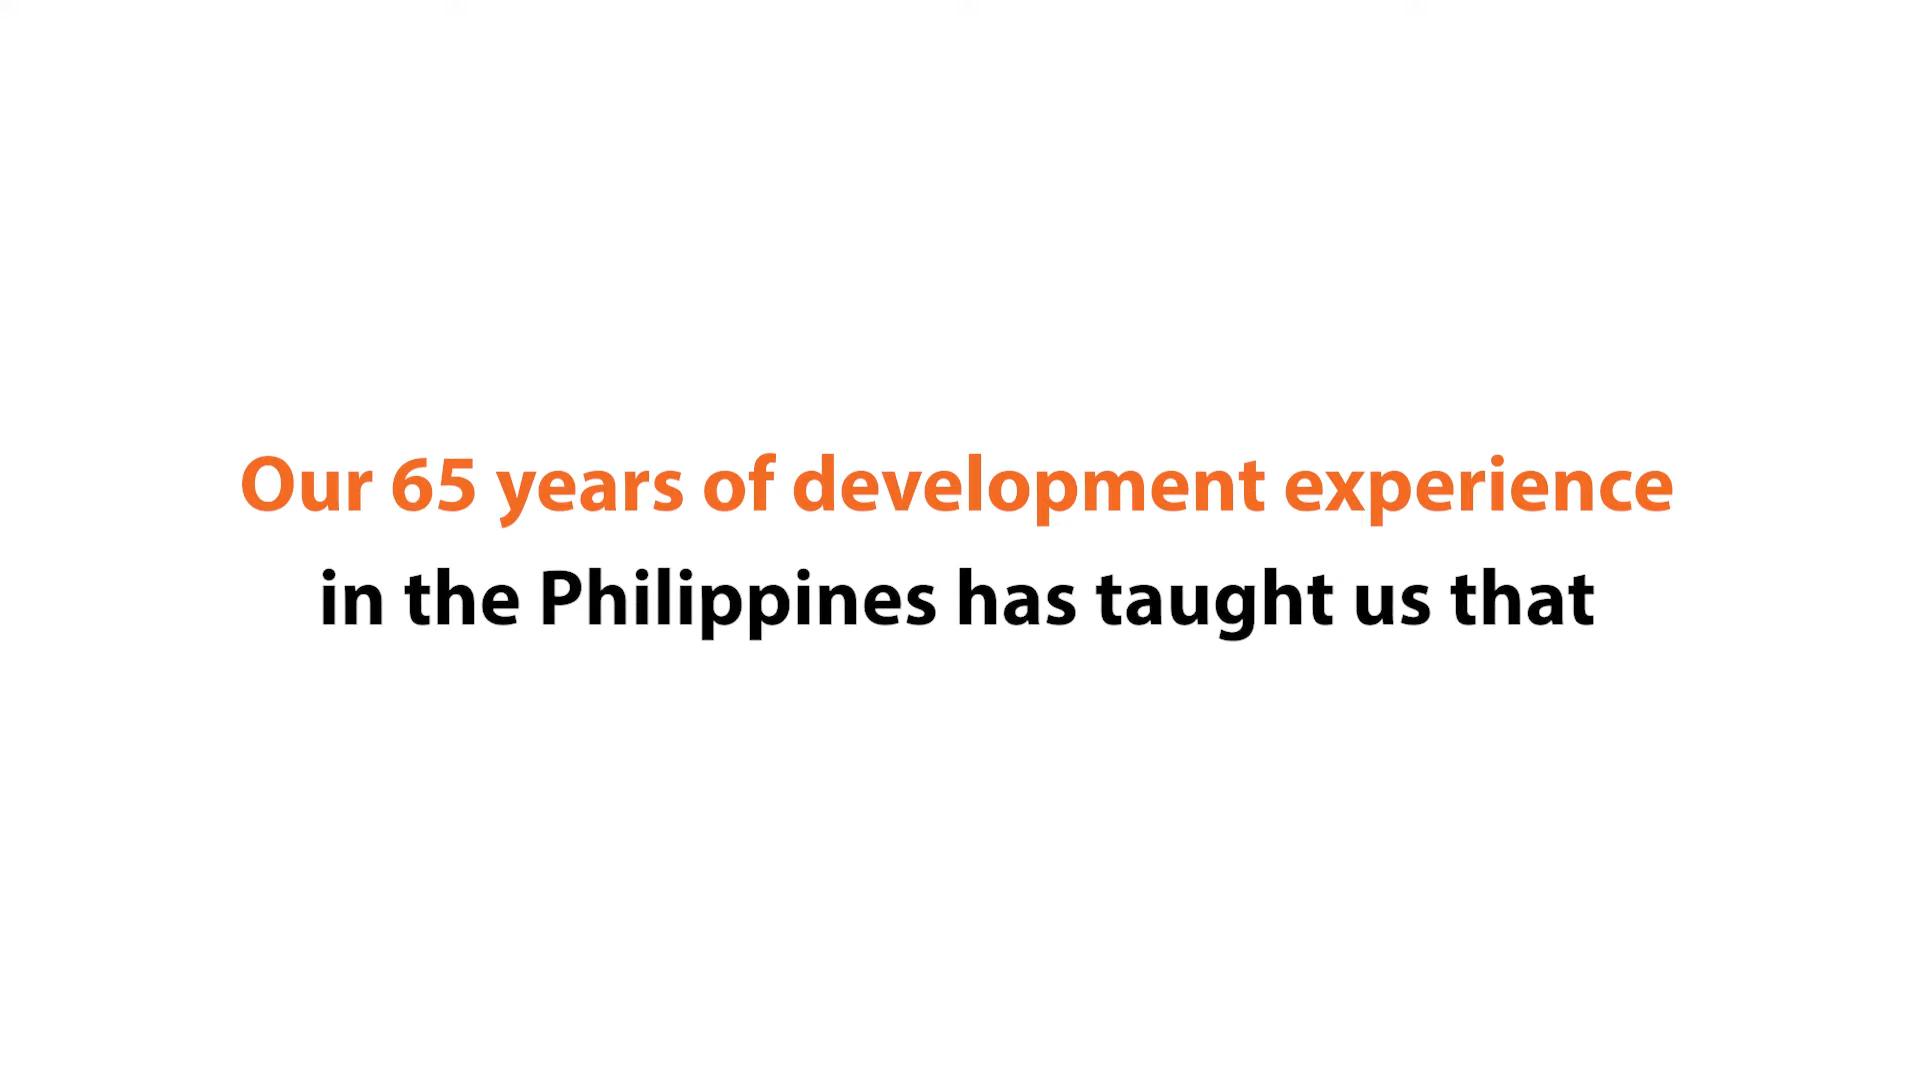 Our 65 years of development experience
in the Philippines has taught us that